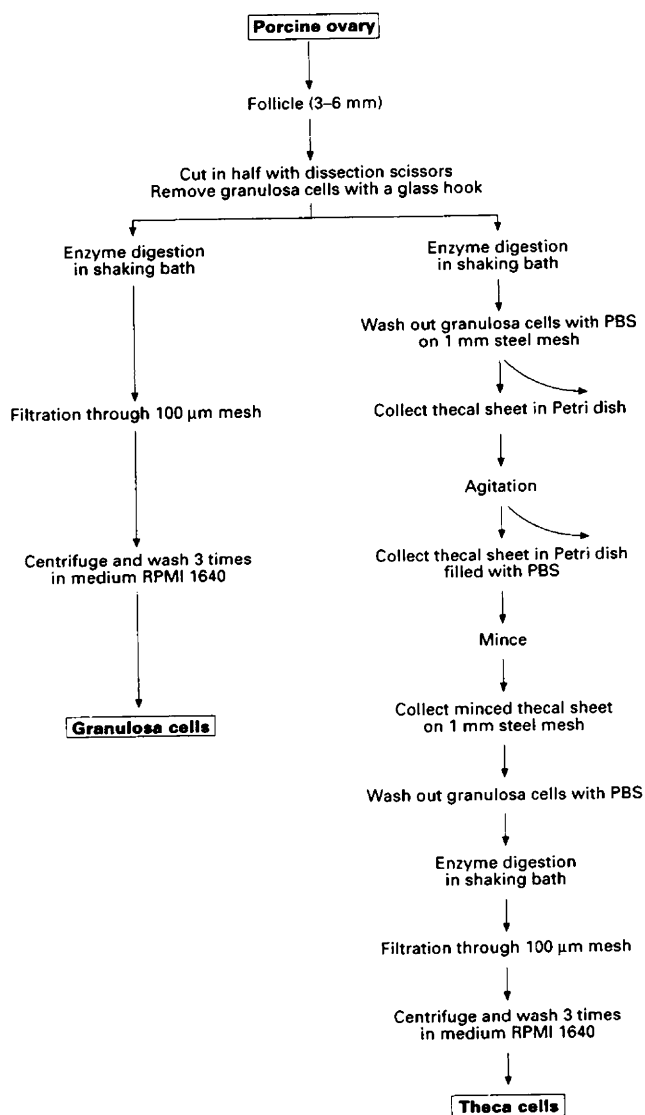 Porcine ovary
Follicle (3–6 mm)
Cut in half with dissection scissors
Remove granulosa cells with a glass hook
Enzyme digestion
in shaking bath
Filtration through 100 μm mesh
Centrifuge and wash 3 times
in medium RPMI 1640
Granulosa cells
Enzyme digestion
in shaking bath
Wash out granulosa cells with PBS
on 1 mm steel mesh
Collect thecal sheet in Petri dish
Agitation
Collect thecal sheet in Petri dish
filled with PBS
Mince
Collect minced thecal sheet
on 1 mm steel mesh
Wash out granulosa cells with PBS
Enzyme digestion
in shaking bath
Filtration through 100 μm mesh
Centrifuge and wash 3 times
in medium RPMI 1640
Theca cells